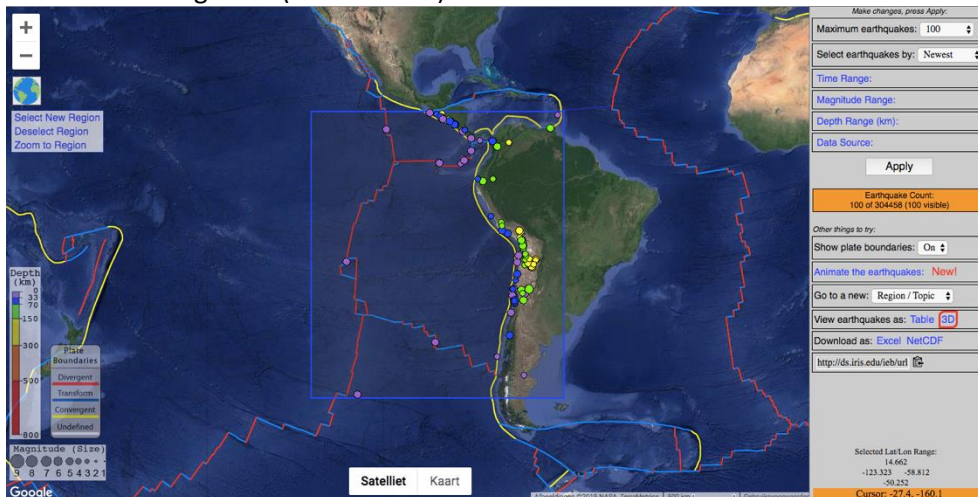 Make changes, press Apply:
Maximum earthquakes: 100
Select earthquakes by: Newest
Time Range:
Magnitude Range:
Depth Range (km):
Data Source:
Apply
Earthquake Count:
100 of 304458 (100 visible)
Other things to try:
Show plate boundaries: On
Animate the earthquakes: New!
Go to a new: Region / Topic
View earthquakes as: Table 3D
Download as: Excel NetCDF
http://ds.iris.edu/ieb/url
Selected Lat/Lon Range:
14.662
-123.323 -58.812
-50.252
Cursor: -27.4, -160.1
+
−
Select New Region
Deselect Region
Zoom to Region
Depth
(km)
0
33
70
150
300
500
800
Plate
Boundaries
Divergent
Transform
Convergent
Undefined
Magnitude (Size)
9 8 7 6 5 4 3 2 1
Google
Satelliet Kaart